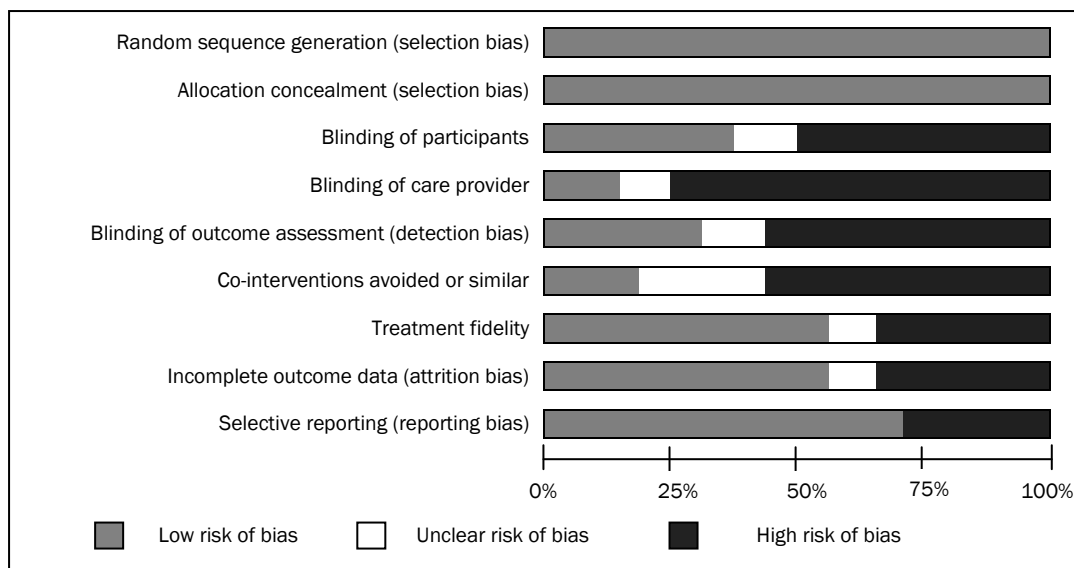 Random sequence generation (selection bias)
Allocation concealment (selection bias)
Blinding of participants
Blinding of care provider
Blinding of outcome assessment (detection bias)
Co-interventions avoided or similar
Treatment fidelity
Incomplete outcome data (attrition bias)
Selective reporting (reporting bias)
0% 25% 50% 75% 100%
Low risk of bias Unclear risk of bias High risk of bias